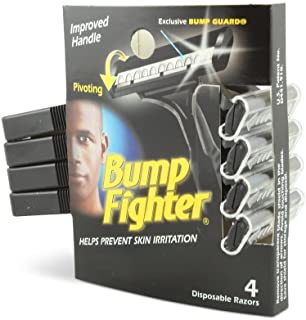 Improved
Handle
Exclusive BUMP GUARD®
Pivoting
Bump
Fighter®
HELPS PREVENT SKIN IRRITATION
4
Disposable Razors